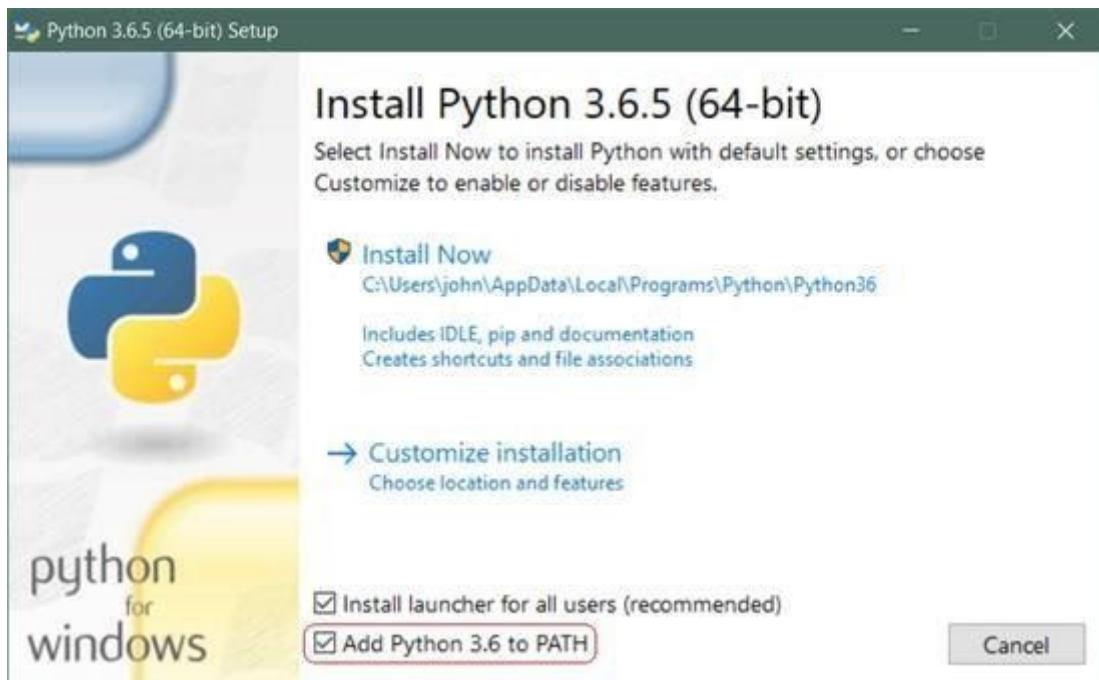 Python 3.6.5 (64-bit) Setup
Install Python 3.6.5 (64-bit)
Select Install Now to install Python with default settings, or choose
Customize to enable or disable features.
Install Now
C:\Users\john\AppData\Local\Programs\Python\Python36
Includes IDLE, pip and documentation
Creates shortcuts and file associations
Customize installation
Choose location and features
python
for
windows
Install launcher for all users (recommended)
Add Python 3.6 to PATH
Cancel